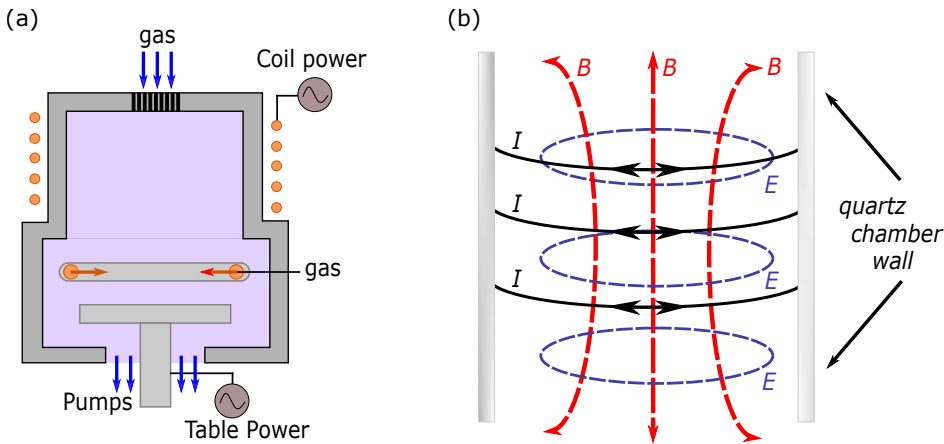 (a)
gas
Coil power
gas
Pumps
Table Power
(b)
B
B
B
I
E
I
E
I
E
quartz
chamber
wall